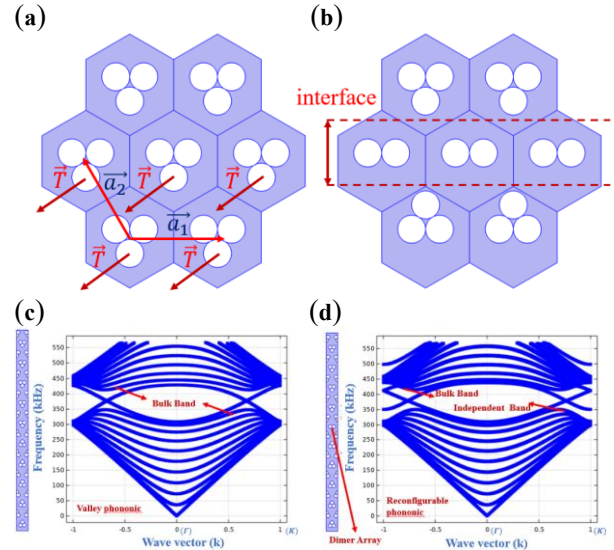 (a)
(b)
interface
T⃗ a⃗₂ T⃗ T⃗
a⃗₁
T⃗ T⃗
(c)
(d)
550
500
450
400
350
300
250
200
150
100
50
0
Frequency (kHz)
Bulk Band
Valley phononic
-1 -0.5 0 (Γ) 0.5 1 (K)
Wave vector (k)
550
500
450
400
350
300
250
200
150
100
50
0
Frequency (kHz)
Bulk Band
Independent Band
Reconfigurable
phononic
-1 -0.5 0 (Γ) 0.5 1 (K)
Wave vector (k)
Dimer Array